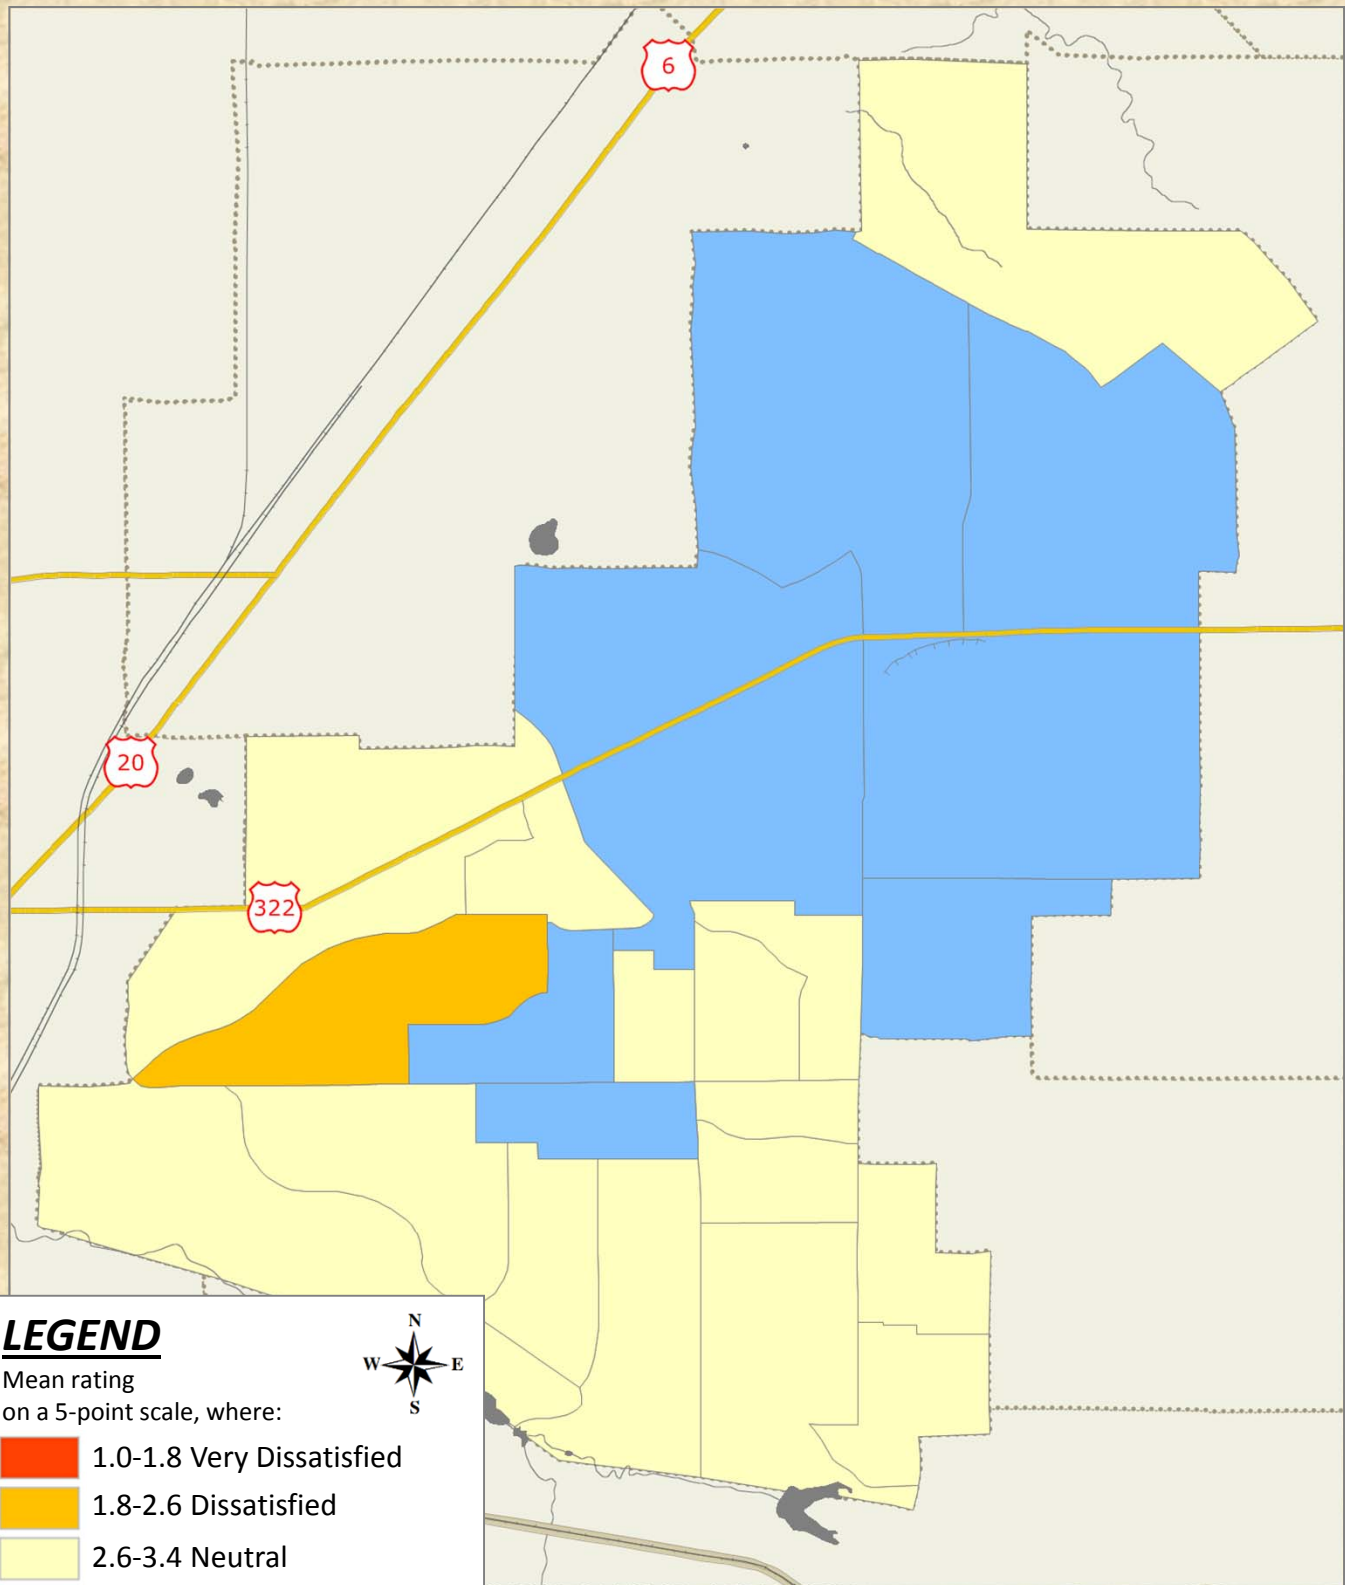 6
20
322
LEGEND
N
W E
S
Mean rating
on a 5-point scale, where:
1.0-1.8 Very Dissatisfied
1.8-2.6 Dissatisfied
2.6-3.4 Neutral